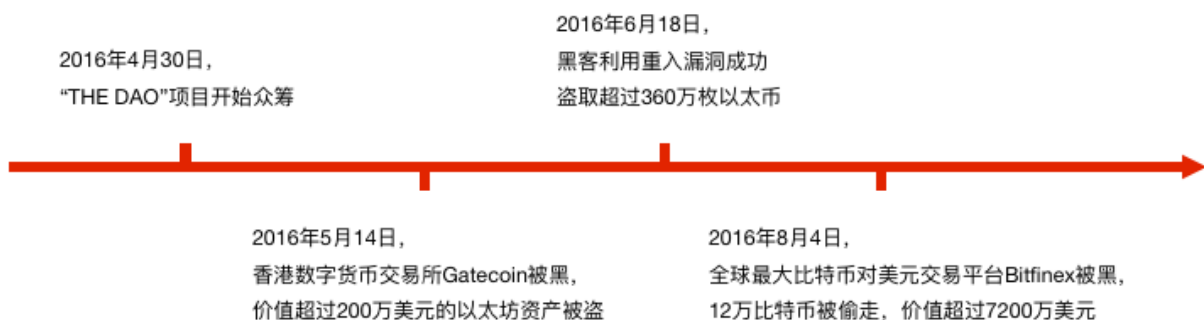 2016年4月30日，
“THE DAO”项目开始众筹
2016年5月14日，
香港数字货币交易所Gatecoin被黑，
价值超过200万美元的以太坊资产被盗
2016年6月18日，
黑客利用重入漏洞成功
盗取超过360万枚以太币
2016年8月4日，
全球最大比特币对美元交易平台Bitfinex被黑，
12万比特币被偷走，价值超过7200万美元